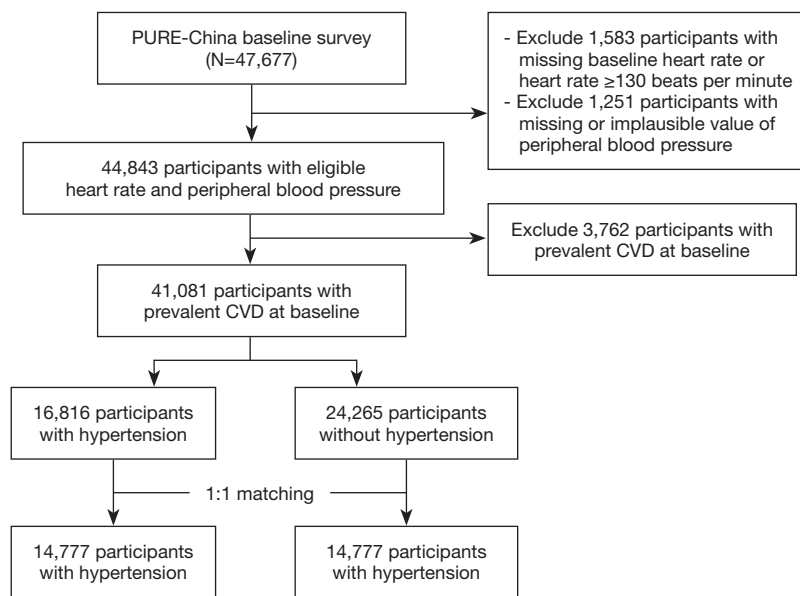 PURE-China baseline survey
(N=47,677)
- Exclude 1,583 participants with
missing baseline heart rate or
heart rate ≥130 beats per minute
- Exclude 1,251 participants with
missing or implausible value of
peripheral blood pressure
44,843 participants with eligible
heart rate and peripheral blood pressure
Exclude 3,762 participants with
prevalent CVD at baseline
41,081 participants with
prevalent CVD at baseline
16,816 participants
with hypertension
24,265 participants
without hypertension
1:1 matching
14,777 participants
with hypertension
14,777 participants
with hypertension